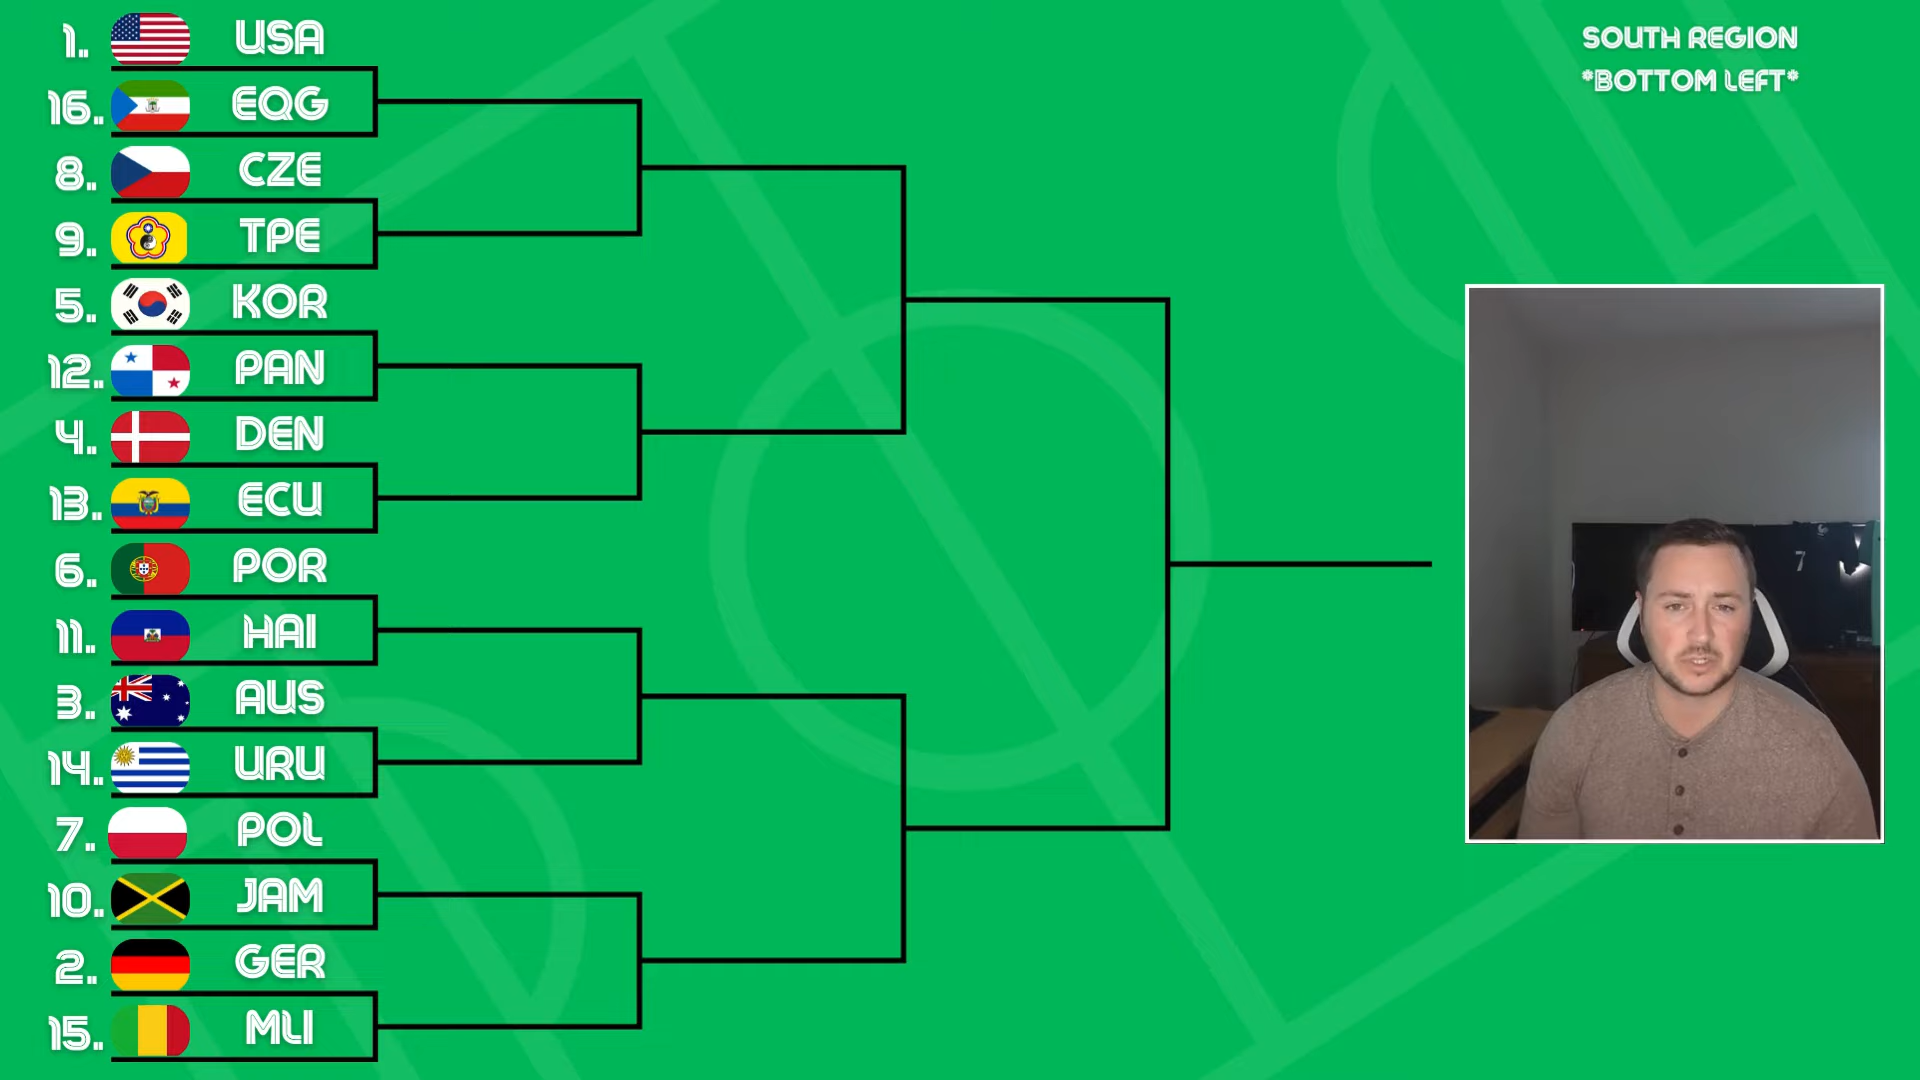 1. USA
16. EQG
8. CZE
9. TPE
5. KOR
12. PAN
4. DEN
13. ECU
6. POR
11. HAI
3. AUS
14. URU
7. POL
10. JAM
2. GER
15. MLI
SOUTH REGION
*BOTTOM LEFT*
7